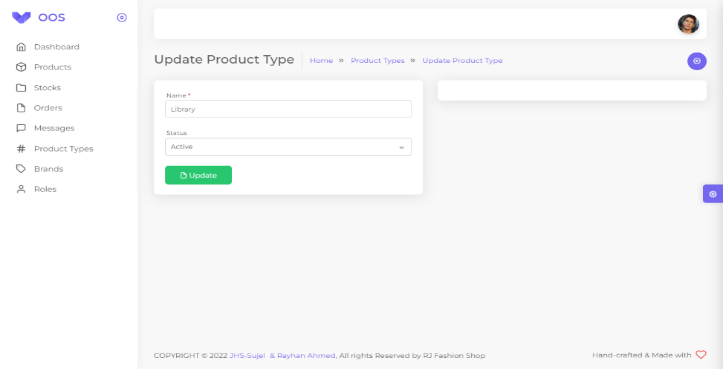 OOS
Dashboard
Products
Stocks
Orders
Messages
Product Types
Brands
Roles
Update Product Type
Home » Product Types » Update Product Type
Name *
Library
Status
Active
Update
COPYRIGHT © 2022 JHS-Sujel & Rayhan Ahmed, All rights Reserved by RJ Fashion Shop
Hand-crafted & Made with